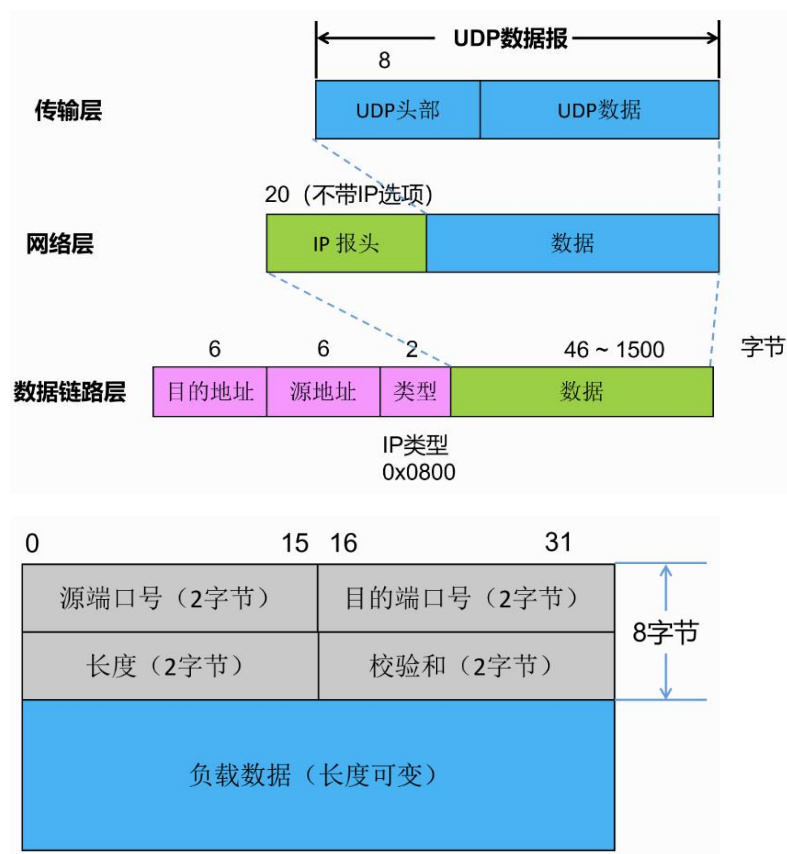 UDP数据报
8
传输层
UDP头部 UDP数据
20（不带IP选项）
网络层
IP 报头 数据
6 6 2 46 ~ 1500 字节
数据链路层
目的地址 源地址 类型 数据
IP类型
0x0800
0 15 16 31
源端口号（2字节） 目的端口号（2字节）
8字节
长度（2字节） 校验和（2字节）
负载数据（长度可变）